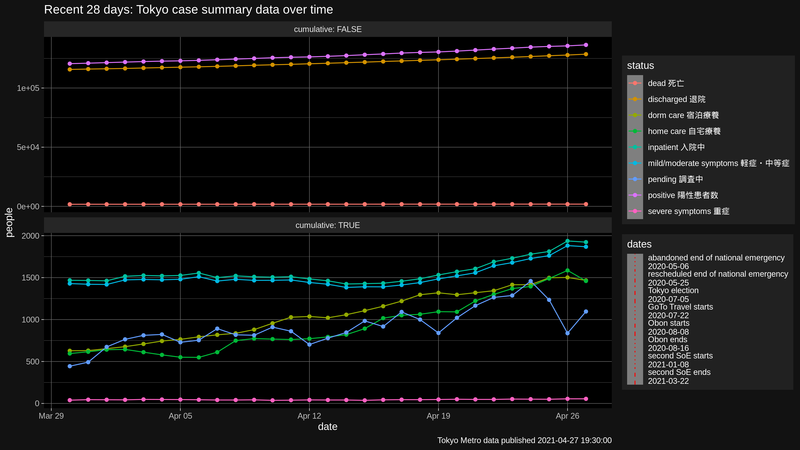 Recent 28 days: Tokyo case summary data over time
cumulative: FALSE
1e+05
5e+04
0e+00
cumulative: TRUE
2000
1500
1000
500
0
people
Mar 29 Apr 05 Apr 12 Apr 19 Apr 26
date
Tokyo Metro data published 2021-04-27 19:30:00
status
dead 死亡
discharged 退院
dorm care 宿泊療養
home care 自宅療養
inpatient 入院中
mild/moderate symptoms 軽症・中等症
pending 調査中
positive 陽性患者数
severe symptoms 重症
dates
abandoned end of national emergency
2020-05-06
rescheduled end of national emergency
2020-05-25
Tokyo election
2020-07-05
GoTo Travel starts
2020-07-22
Obon starts
2020-08-08
Obon ends
2020-08-16
second SoE starts
2021-01-08
second SoE ends
2021-03-22